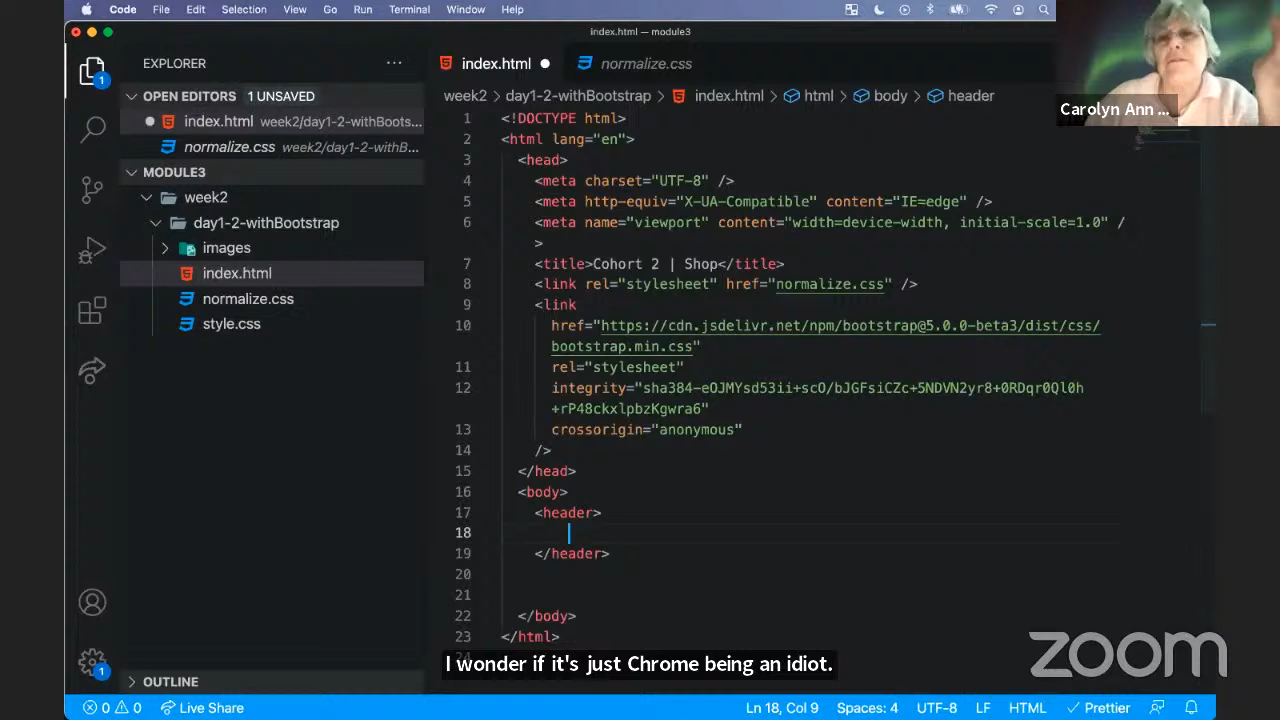 Code File Edit Selection View Go Run Terminal Window Help
index.html — module3
EXPLORER
index.html
normalize.css
OPEN EDITORS 1 UNSAVED
index.html week2/day1-2-withBoots...
normalize.css week2/day1-2-withB...
MODULE3
week2
day1-2-withBootstrap
images
index.html
normalize.css
style.css
OUTLINE
1
1
week2 > day1-2-withBootstrap > index.html > html > body > header
1 <!DOCTYPE html>
2 <html lang="en">
3 <head>
4 <meta charset="UTF-8" />
5 <meta http-equiv="X-UA-Compatible" content="IE=edge" />
6 <meta name="viewport" content="width=device-width, initial-scale=1.0" /
>
7 <title>Cohort 2 | Shop</title>
8 <link rel="stylesheet" href="normalize.css" />
9 <link
10 href="https://cdn.jsdelivr.net/npm/bootstrap@5.0.0-beta3/dist/css/
bootstrap.min.css"
11 rel="stylesheet"
12 integrity="sha384-eOJMYsd53ii+scO/bJGFsiCZc+5NDVN2yr8+0RDqr0Ql0h
+rP48ckxlpbzKgwra6"
13 crossorigin="anonymous"
14 />
15 </head>
16 <body>
17 <header>
18
19 </header>
20
21
22 </body>
23 </html>
Carolyn Ann ...
I wonder if it's just Chrome being an idiot.
zoom
0 0 Live Share Ln 18, Col 9 Spaces: 4 UTF-8 LF HTML Prettier